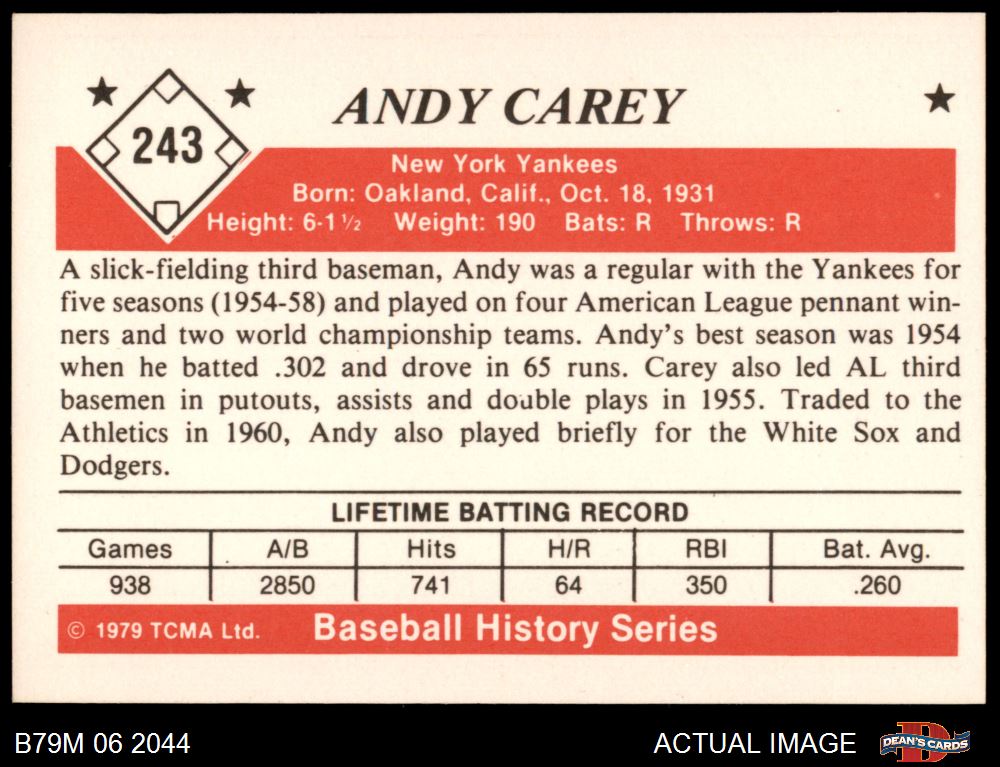 243
ANDY CAREY
New York Yankees
Born: Oakland, Calif., Oct. 18, 1931
Height: 6-1½ Weight: 190 Bats: R Throws: R
A slick-fielding third baseman, Andy was a regular with the Yankees for
five seasons (1954-58) and played on four American League pennant win-
ners and two world championship teams. Andy's best season was 1954
when he batted .302 and drove in 65 runs. Carey also led AL third
basemen in putouts, assists and double plays in 1955. Traded to the
Athletics in 1960, Andy also played briefly for the White Sox and
Dodgers.
LIFETIME BATTING RECORD
Games A/B Hits H/R RBI Bat. Avg.
938 2850 741 64 350 .260
© 1979 TCMA Ltd. Baseball History Series
B79M 06 2044 ACTUAL IMAGE DEAN'S CARDS